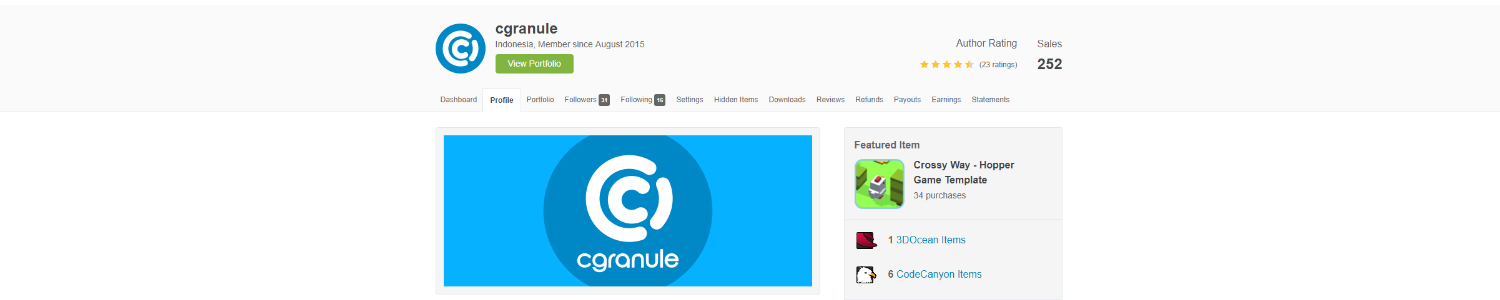 cgranule
Indonesia, Member since August 2015
View Portfolio
Author Rating
(23 ratings)
Sales
252
Dashboard Profile Portfolio Followers 31 Following 15 Settings Hidden Items Downloads Reviews Refunds Payouts Earnings Statements
cgranule
Featured Item
Crossy Way - Hopper
Game Template
34 purchases
1 3DOcean Items
6 CodeCanyon Items